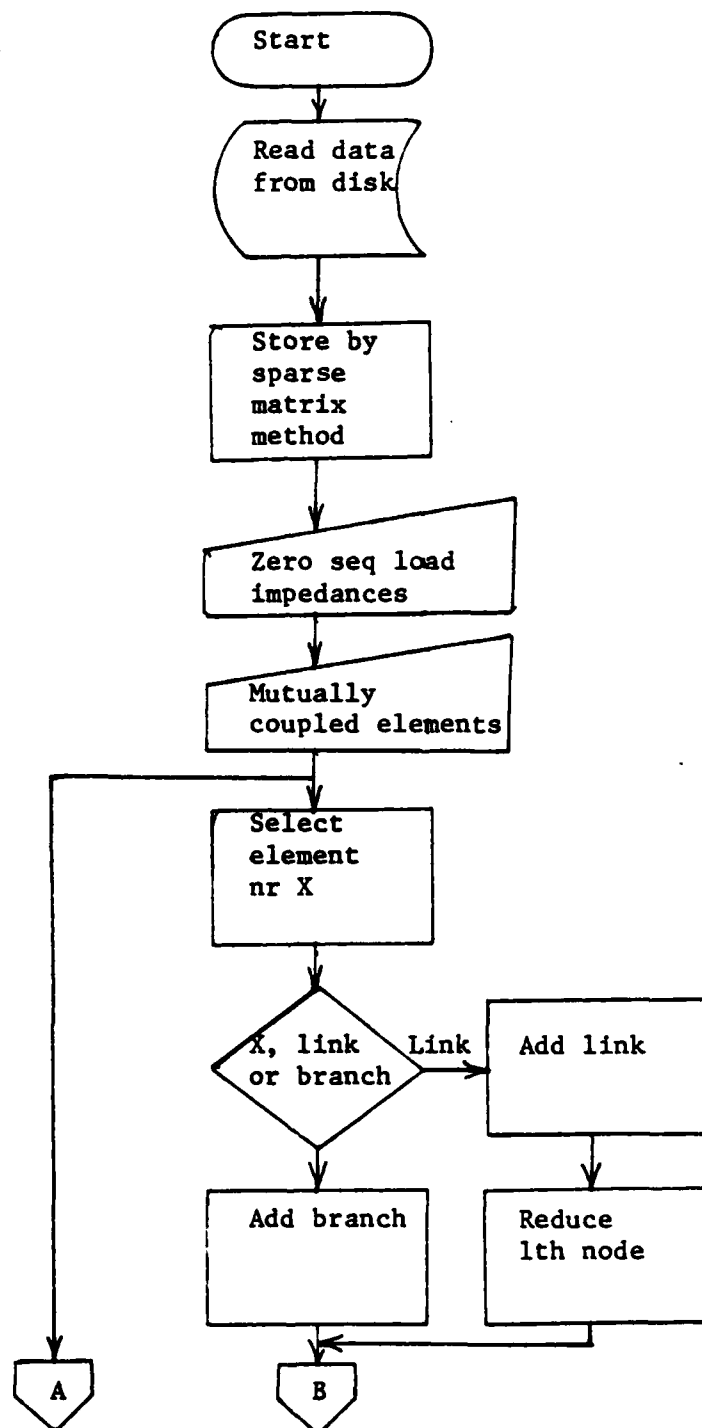 Start
Read data
from disk
Store by
sparse
matrix
method
Zero seq load
impedances
Mutually
coupled elements
Select
element
nr X
X, link
or branch
Link
Add link
Add branch
Reduce
lth node
A
B